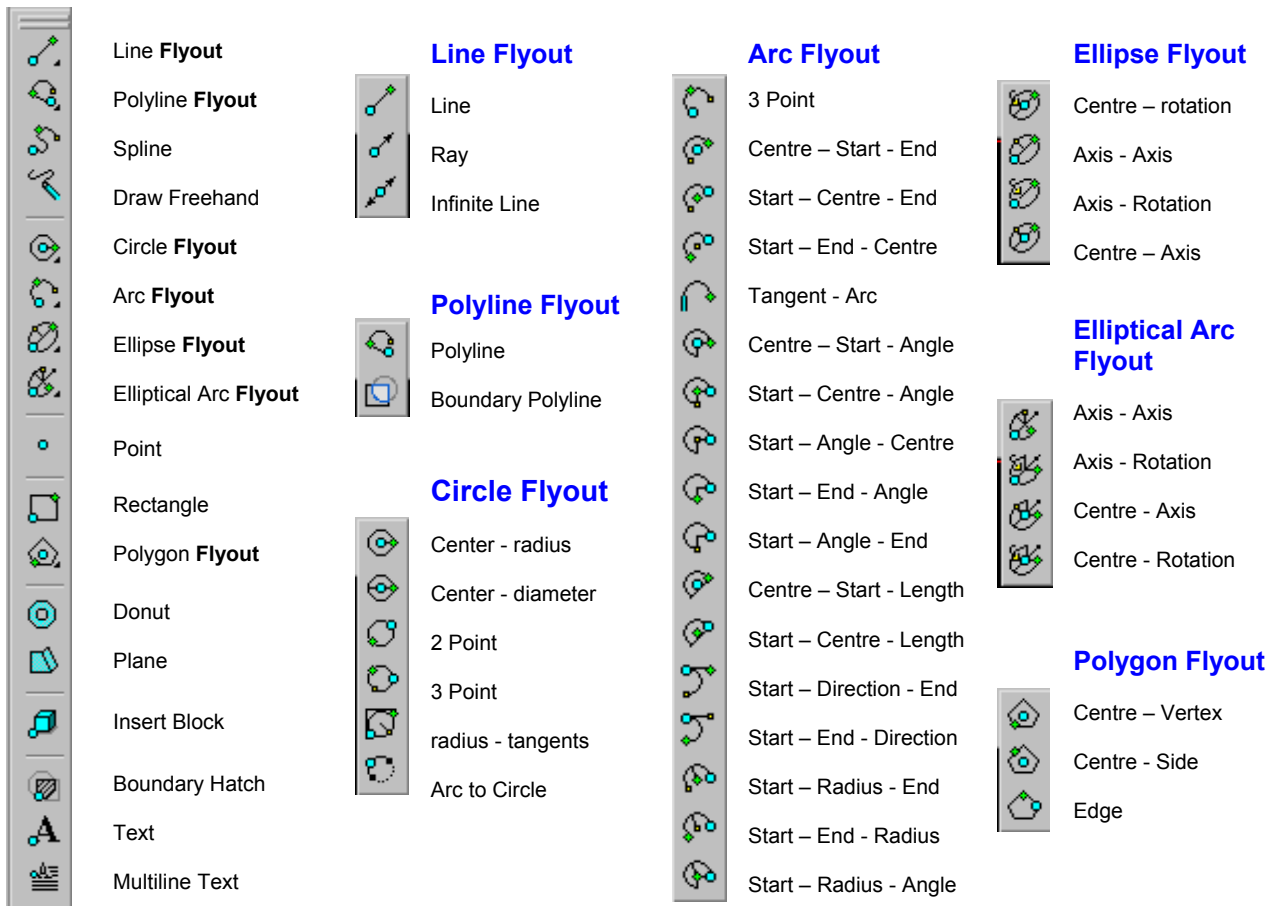 Line Flyout
Polyline Flyout
Spline
Draw Freehand
Circle Flyout
Arc Flyout
Ellipse Flyout
Elliptical Arc Flyout
Point
Rectangle
Polygon Flyout
Donut
Plane
Insert Block
Boundary Hatch
Text
Multiline Text
Line Flyout
Line
Ray
Infinite Line
Polyline Flyout
Polyline
Boundary Polyline
Circle Flyout
Center - radius
Center - diameter
2 Point
3 Point
radius - tangents
Arc to Circle
Arc Flyout
3 Point
Centre – Start - End
Start – Centre - End
Start – End - Centre
Tangent - Arc
Centre – Start - Angle
Start – Centre - Angle
Start – Angle - Centre
Start – End - Angle
Start – Angle - End
Centre – Start - Length
Start – Centre - Length
Start – Direction - End
Start – End - Direction
Start – Radius - End
Start – End - Radius
Start – Radius - Angle
Ellipse Flyout
Centre – rotation
Axis - Axis
Axis - Rotation
Centre – Axis
Elliptical Arc
Flyout
Axis - Axis
Axis - Rotation
Centre - Axis
Centre - Rotation
Polygon Flyout
Centre – Vertex
Centre - Side
Edge